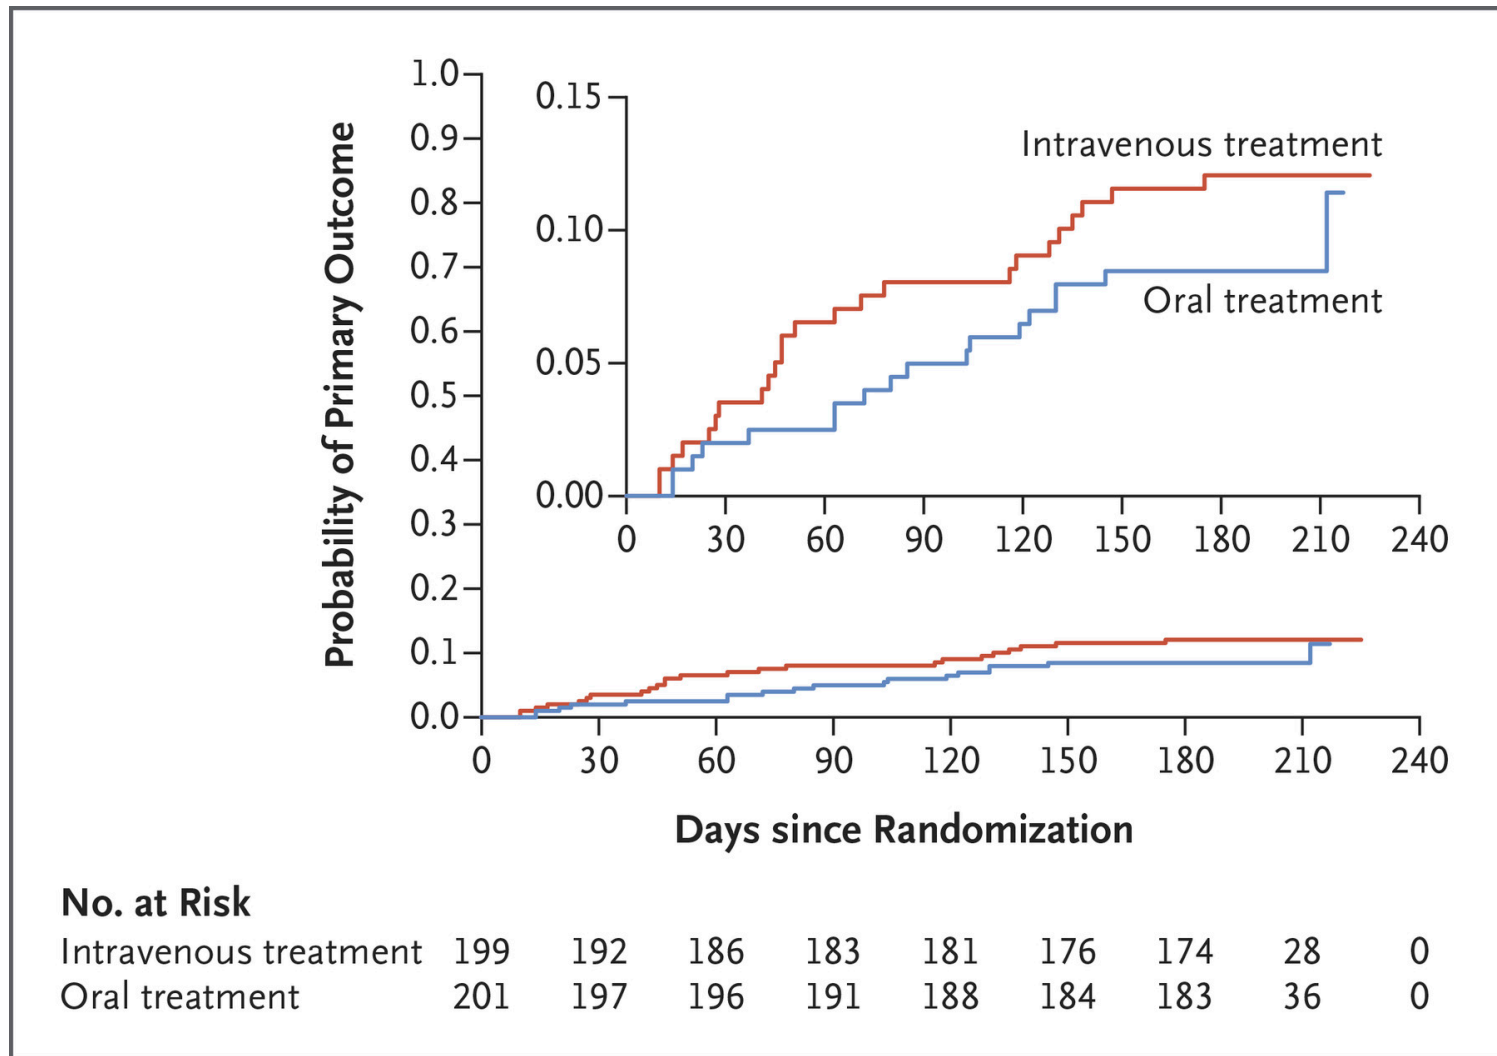 Probability of Primary Outcome
1.0
0.9
0.8
0.7
0.6
0.5
0.4
0.3
0.2
0.1
0.0
0.15
0.10
0.05
0.00
Intravenous treatment
Oral treatment
0 30 60 90 120 150 180 210 240
0 30 60 90 120 150 180 210 240
Days since Randomization
No. at Risk
Intravenous treatment 199 192 186 183 181 176 174 28 0
Oral treatment 201 197 196 191 188 184 183 36 0